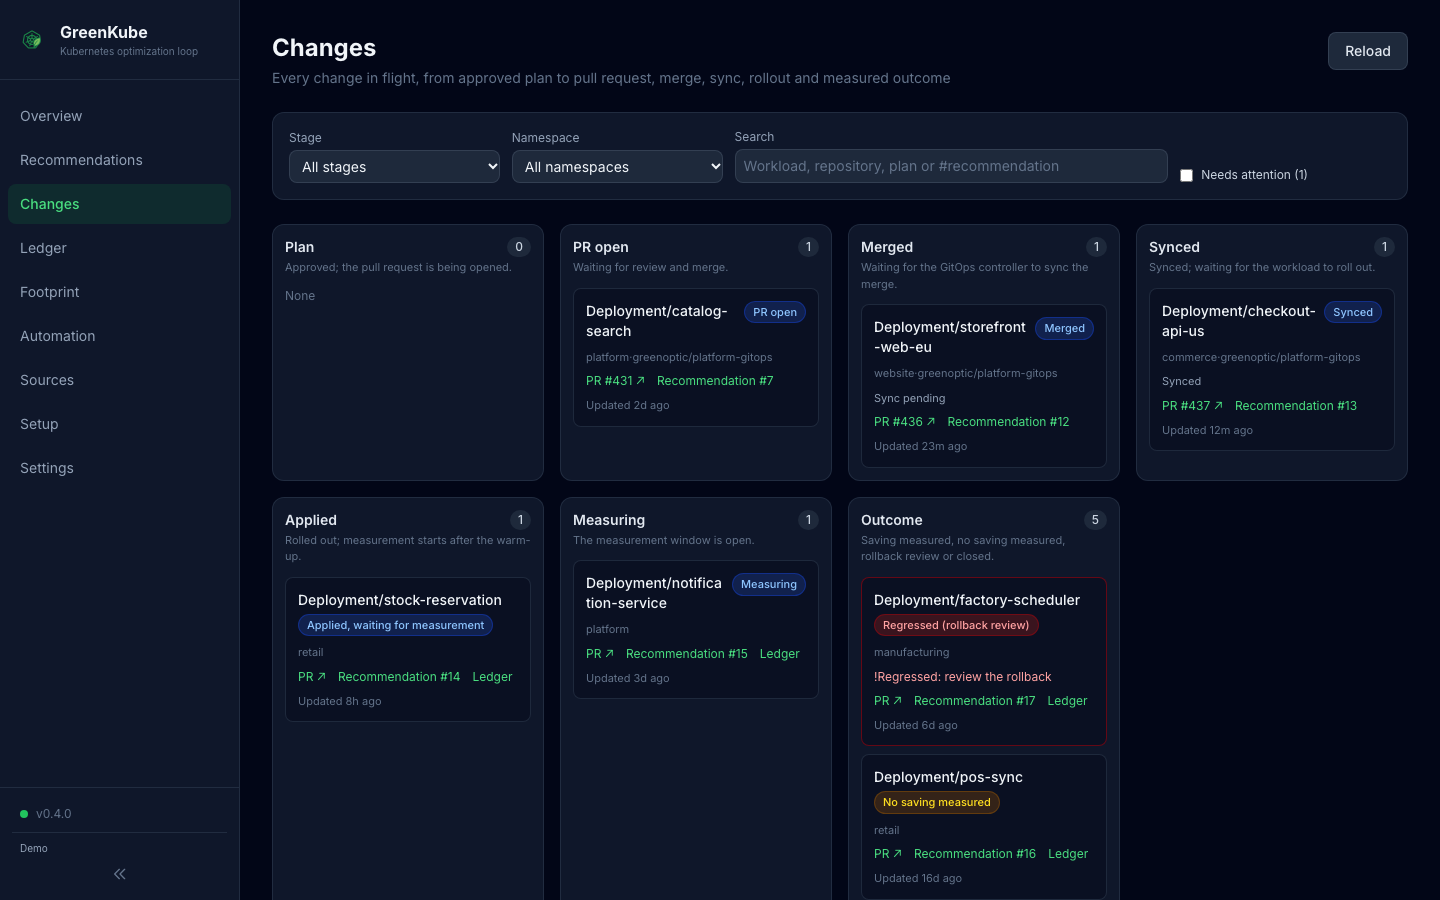 GreenKube
Kubernetes optimization loop
Overview
Recommendations
Changes
Ledger
Footprint
Automation
Sources
Setup
Settings
v0.4.0
Demo
Changes
Every change in flight, from approved plan to pull request, merge, sync, rollout and measured outcome
Reload
Stage
All stages
Namespace
All namespaces
Search
Workload, repository, plan or #recommendation
Needs attention (1)
Plan 0
Approved; the pull request is being opened.
None
PR open 1
Waiting for review and merge.
Deployment/catalog-
search
PR open
platform·greenoptic/platform-gitops
PR #431 ↗ Recommendation #7
Updated 2d ago
Merged 1
Waiting for the GitOps controller to sync the
merge.
Deployment/storefront
-web-eu
Merged
website·greenoptic/platform-gitops
Sync pending
PR #436 ↗ Recommendation #12
Updated 23m ago
Synced 1
Synced; waiting for the workload to roll out.
Deployment/checkout-
api-us
Synced
commerce·greenoptic/platform-gitops
Synced
PR #437 ↗ Recommendation #13
Updated 12m ago
Applied 1
Rolled out; measurement starts after the warm-
up.
Deployment/stock-reservation
Applied, waiting for measurement
retail
PR ↗ Recommendation #14 Ledger
Updated 8h ago
Measuring 1
The measurement window is open.
Deployment/notifica
tion-service
Measuring
platform
PR ↗ Recommendation #15 Ledger
Updated 3d ago
Outcome 5
Saving measured, no saving measured,
rollback review or closed.
Deployment/factory-scheduler
Regressed (rollback review)
manufacturing
!Regressed: review the rollback
PR ↗ Recommendation #17 Ledger
Updated 6d ago
Deployment/pos-sync
No saving measured
retail
PR ↗ Recommendation #16 Ledger
Updated 16d ago